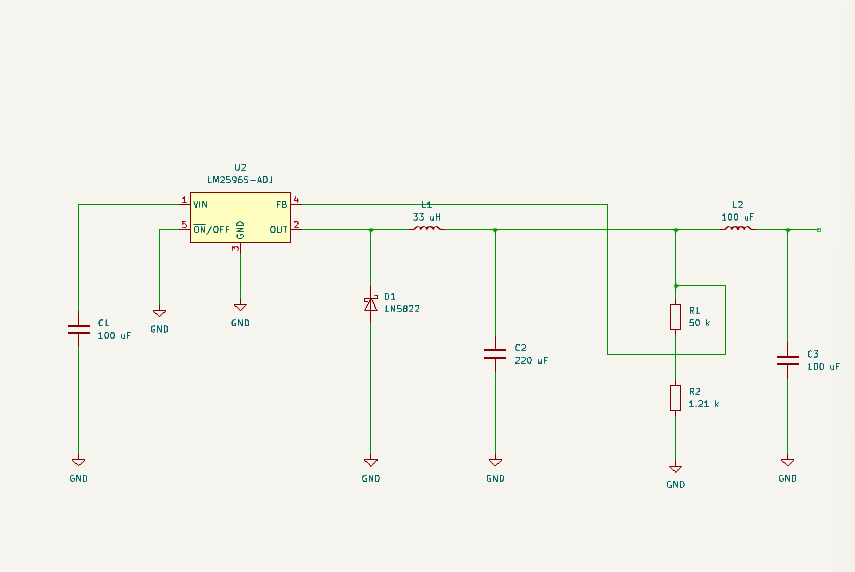 U2
LM2596S-ADJ
1
VIN
FB
4
5
ON/OFF
GND
OUT
2
3
L1
33 uH
L2
100 uF
GND
GND
C1
100 uF
D1
1N5822
R1
50 k
C2
220 uF
C3
100 uF
R2
1.21 k
GND
GND
GND
GND
GND